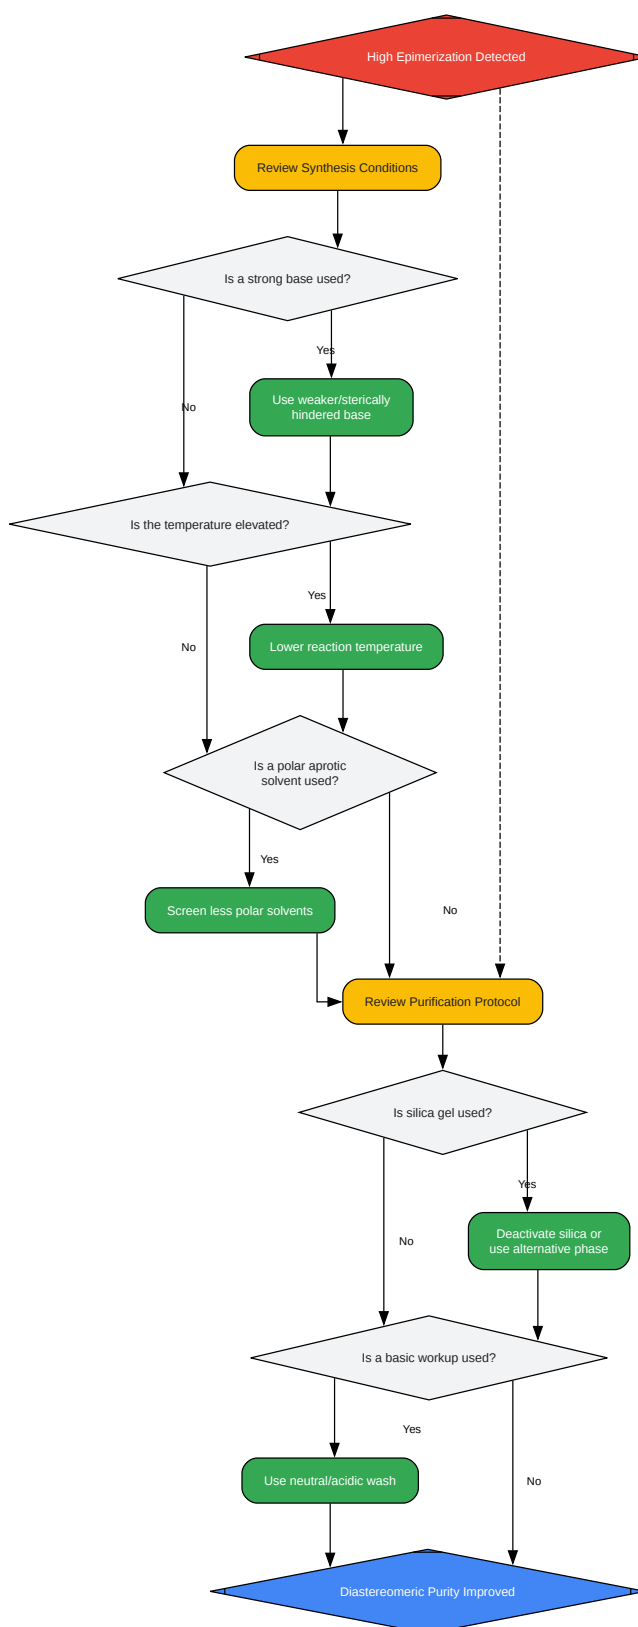 High Epimerization Detected
Review Synthesis Conditions
Is a strong base used?
Yes
Use weaker/sterically
hindered base
No
Is the temperature elevated?
Yes
Lower reaction temperature
No
Is a polar aprotic
solvent used?
Yes
Screen less polar solvents
No
Review Purification Protocol
Is silica gel used?
Yes
Deactivate silica or
use alternative phase
No
Is a basic workup used?
Yes
Use neutral/acidic wash
No
Diastereomeric Purity Improved